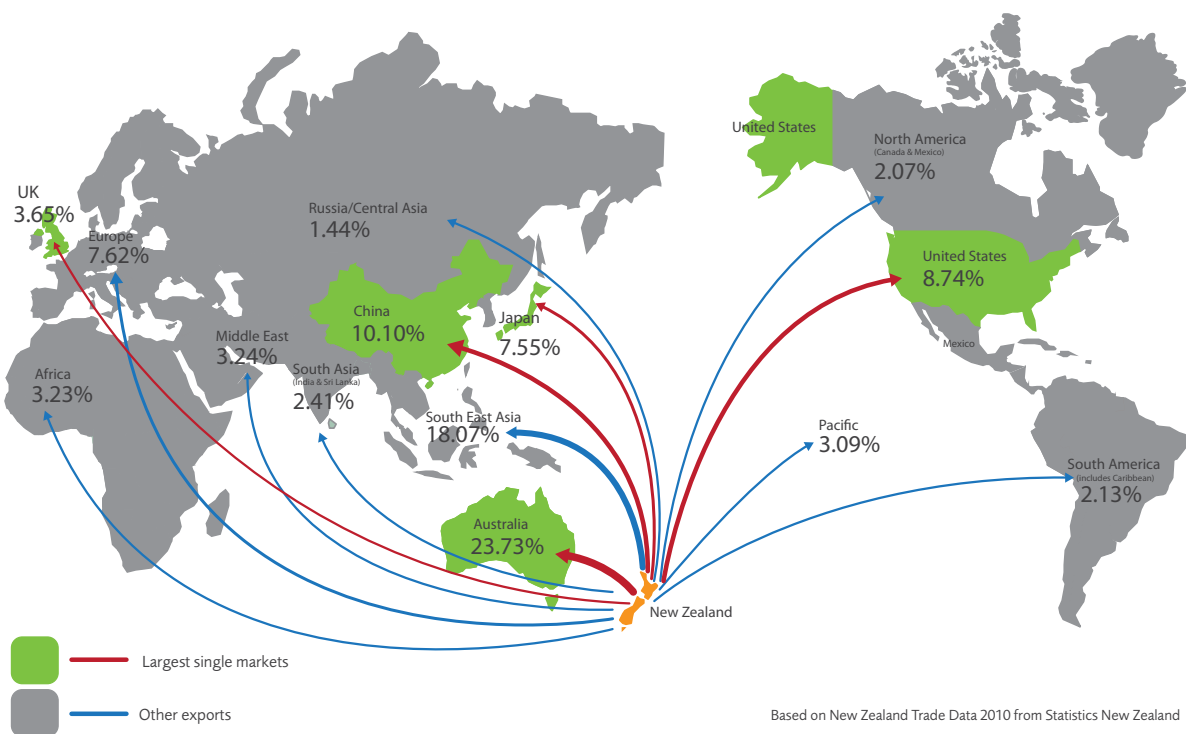 United States
North America
(Canada & Mexico)
2.07%
UK
3.65%
Russia/Central Asia
1.44%
Europe
7.62%
United States
8.74%
China
10.10%
Japan
7.55%
Middle East
3.24%
Mexico
South Asia
(India & Sri Lanka)
2.41%
Africa
3.23%
South East Asia
18.07%
Pacific
3.09%
South America
(includes Caribbean)
2.13%
Australia
23.73%
New Zealand
Largest single markets
Other exports
Based on New Zealand Trade Data 2010 from Statistics New Zealand